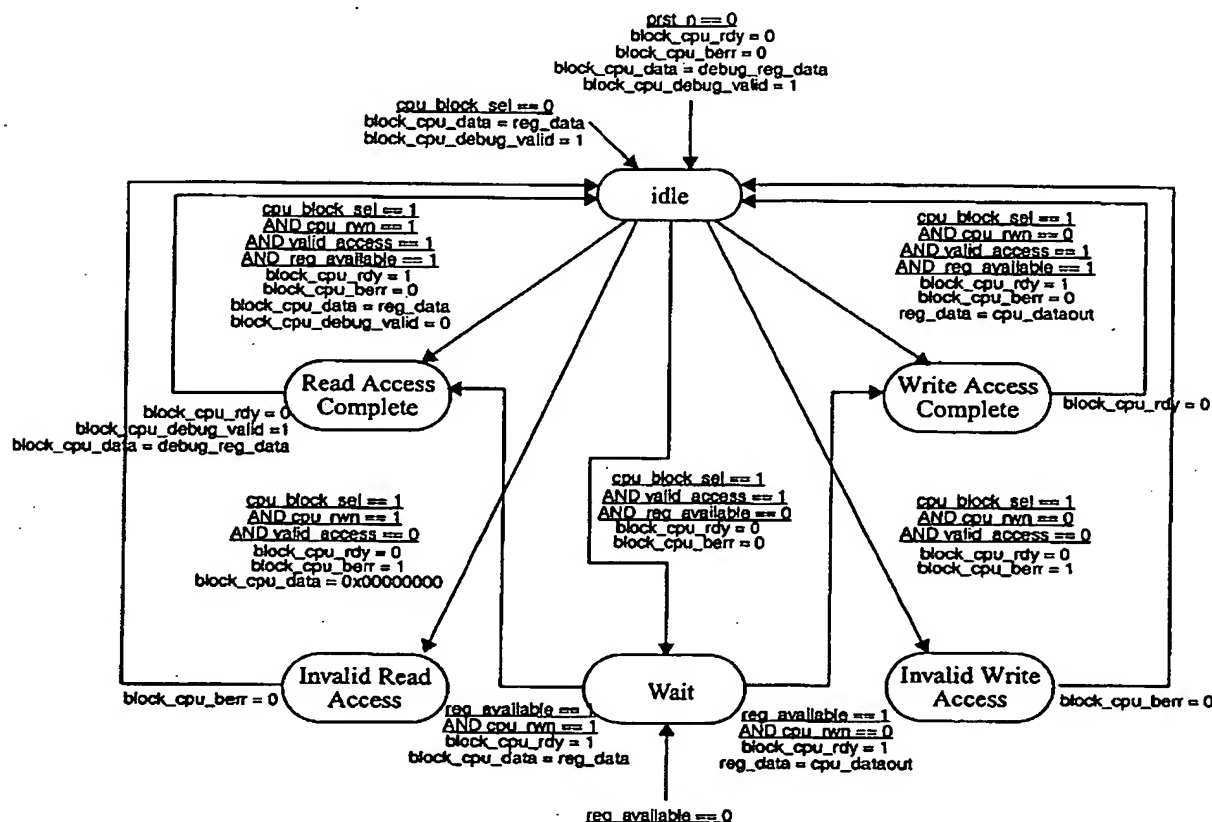 prst_n == 0
block_cpu_rdy = 0
block_cpu_berr = 0
block_cpu_data = debug_reg_data
block_cpu_debug_valid = 1
cpu_block_sel == 0
block_cpu_data = reg_data
block_cpu_debug_valid = 1
idle
cpu_block_sel == 1
AND cpu_rwn == 1
AND valid_access == 1
AND reg_available == 1
block_cpu_rdy = 1
block_cpu_berr = 0
block_cpu_data = reg_data
block_cpu_debug_valid = 0
cpu_block_sel == 1
AND cpu_rwn == 0
AND valid_access == 1
AND reg_available == 1
block_cpu_rdy = 1
block_cpu_berr = 0
reg_data = cpu_dataout
Read Access
Complete
Write Access
Complete
block_cpu_rdy = 0
block_cpu_debug_valid =1
block_cpu_data = debug_reg_data
block_cpu_rdy = 0
cpu_block_sel == 1
AND cpu_rwn == 1
AND valid_access == 0
block_cpu_rdy = 0
block_cpu_berr = 1
block_cpu_data = 0x00000000
cpu_block_sel == 1
AND valid_access == 1
AND reg_available == 0
block_cpu_rdy = 0
block_cpu_berr = 0
cpu_block_sel == 1
AND cpu_rwn == 0
AND valid_access == 0
block_cpu_rdy = 0
block_cpu_berr = 1
Invalid Read
Access
Wait
Invalid Write
Access
block_cpu_berr = 0
block_cpu_berr = 0
reg_available == 1
AND cpu_rwn == 1
block_cpu_rdy = 1
block_cpu_data = reg_data
reg_available == 1
AND cpu_rwn == 0
block_cpu_rdy = 1
reg_data = cpu_dataout
reg_available == 0